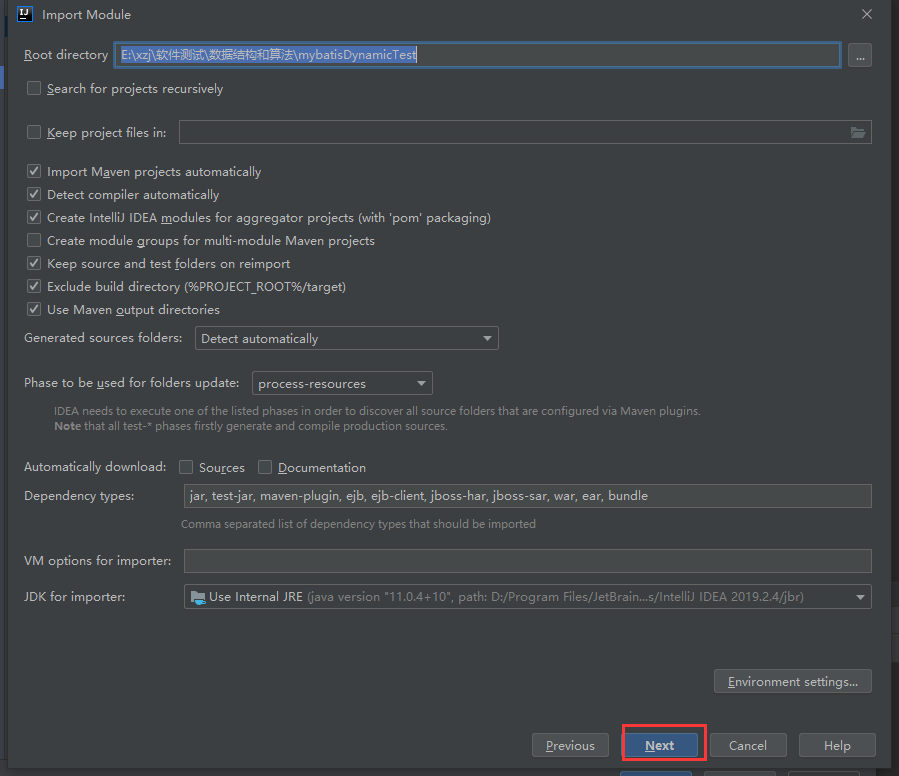 IJ Import Module
Root directory E:\xzj\软件测试\数据结构和算法\mybatisDynamicTest ...
Search for projects recursively
Keep project files in:
Import Maven projects automatically
Detect compiler automatically
Create IntelliJ IDEA modules for aggregator projects (with 'pom' packaging)
Create module groups for multi-module Maven projects
Keep source and test folders on reimport
Exclude build directory (%PROJECT_ROOT%/target)
Use Maven output directories
Generated sources folders: Detect automatically
Phase to be used for folders update: process-resources
IDEA needs to execute one of the listed phases in order to discover all source folders that are configured via Maven plugins.
Note that all test-* phases firstly generate and compile production sources.
Automatically download: Sources Documentation
Dependency types: jar, test-jar, maven-plugin, ejb, ejb-client, jboss-har, jboss-sar, war, ear, bundle
Comma separated list of dependency types that should be imported
VM options for importer:
JDK for importer: Use Internal JRE (java version "11.0.4+10", path: D:/Program Files/JetBrain...s/IntelliJ IDEA 2019.2.4/jbr)
Environment settings...
Previous Next Cancel Help